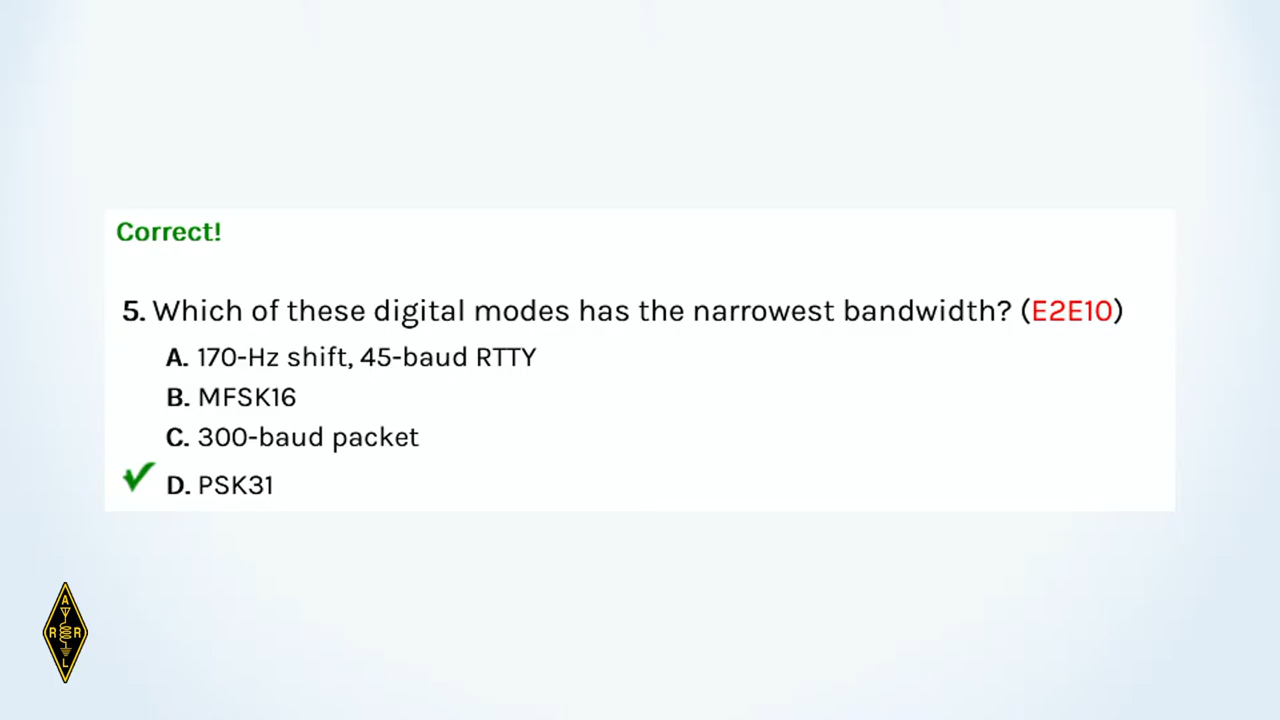 Correct!
5. Which of these digital modes has the narrowest bandwidth? (E2E10)
A. 170-Hz shift, 45-baud RTTY
B. MFSK16
C. 300-baud packet
D. PSK31
A
R R
L